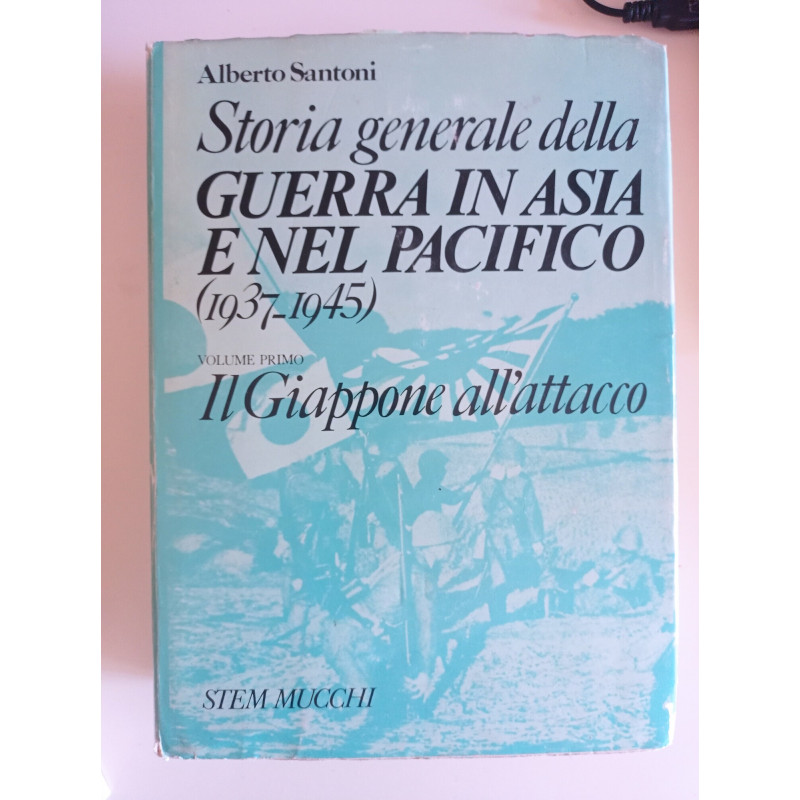 Alberto Santoni
Storia generale della
GUERRA IN ASIA
E NEL PACIFICO
(1937-1945)
VOLUME PRIMO
Il Giappone all'attacco
STEM MUCCHI